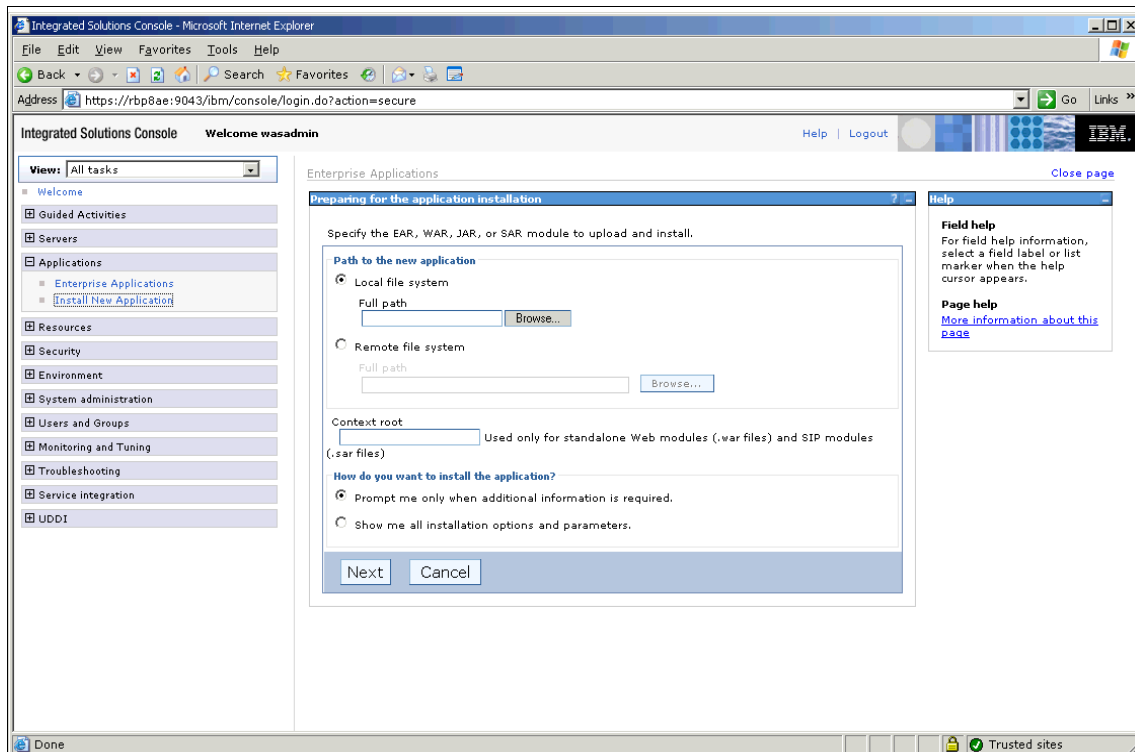 Integrated Solutions Console - Microsoft Internet Explorer
File Edit View Favorites Tools Help
Back Search Favorites
Address https://rbp8ae:9043/ibm/console/login.do?action=secure Go Links »
Integrated Solutions Console Welcome wasadmin Help | Logout IBM.
View: All tasks
Welcome
Guided Activities
Servers
Applications
Enterprise Applications
Install New Application
Resources
Security
Environment
System administration
Users and Groups
Monitoring and Tuning
Troubleshooting
Service integration
UDDI
Enterprise Applications Close page
Preparing for the application installation ? –
Specify the EAR, WAR, JAR, or SAR module to upload and install.
Path to the new application
Local file system
Full path
Browse...
Remote file system
Full path
Browse...
Context root
Used only for standalone Web modules (.war files) and SIP modules
(.sar files)
How do you want to install the application?
Prompt me only when additional information is required.
Show me all installation options and parameters.
Next Cancel
Help –
Field help
For field help information,
select a field label or list
marker when the help
cursor appears.
Page help
More information about this
page
Done Trusted sites